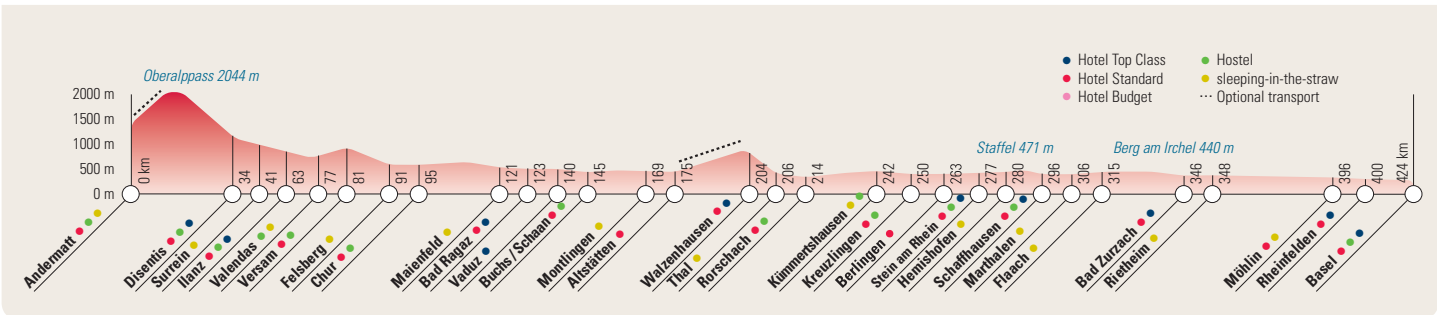 Oberalppass 2044 m
Hotel Top Class
Hotel Standard
Hotel Budget
Hostel
sleeping-in-the-straw
Optional transport
2000 m
1500 m
1000 m
500 m
0 m
Staffel 471 m
Berg am Irchel 440 m
0 km
34
41
63
77
81
91
95
121
123
140
145
169
175
204
206
214
242
250
263
277
280
296
306
315
346
348
396
400
424 km
Andermatt
Disentis
Surrein
Ilanz
Valendas
Versam
Felsberg
Chur
Maienfeld
Bad Ragaz
Vaduz
Buchs / Schaan
Montlingen
Altstätten
Walzenhausen
Thal
Rorschach
Kümmertshausen
Kreuzlingen
Berlingen
Stein am Rhein
Hemishofen
Schaffhausen
Marthalen
Flaach
Bad Zurzach
Rietheim
Möhlin
Rheinfelden
Basel